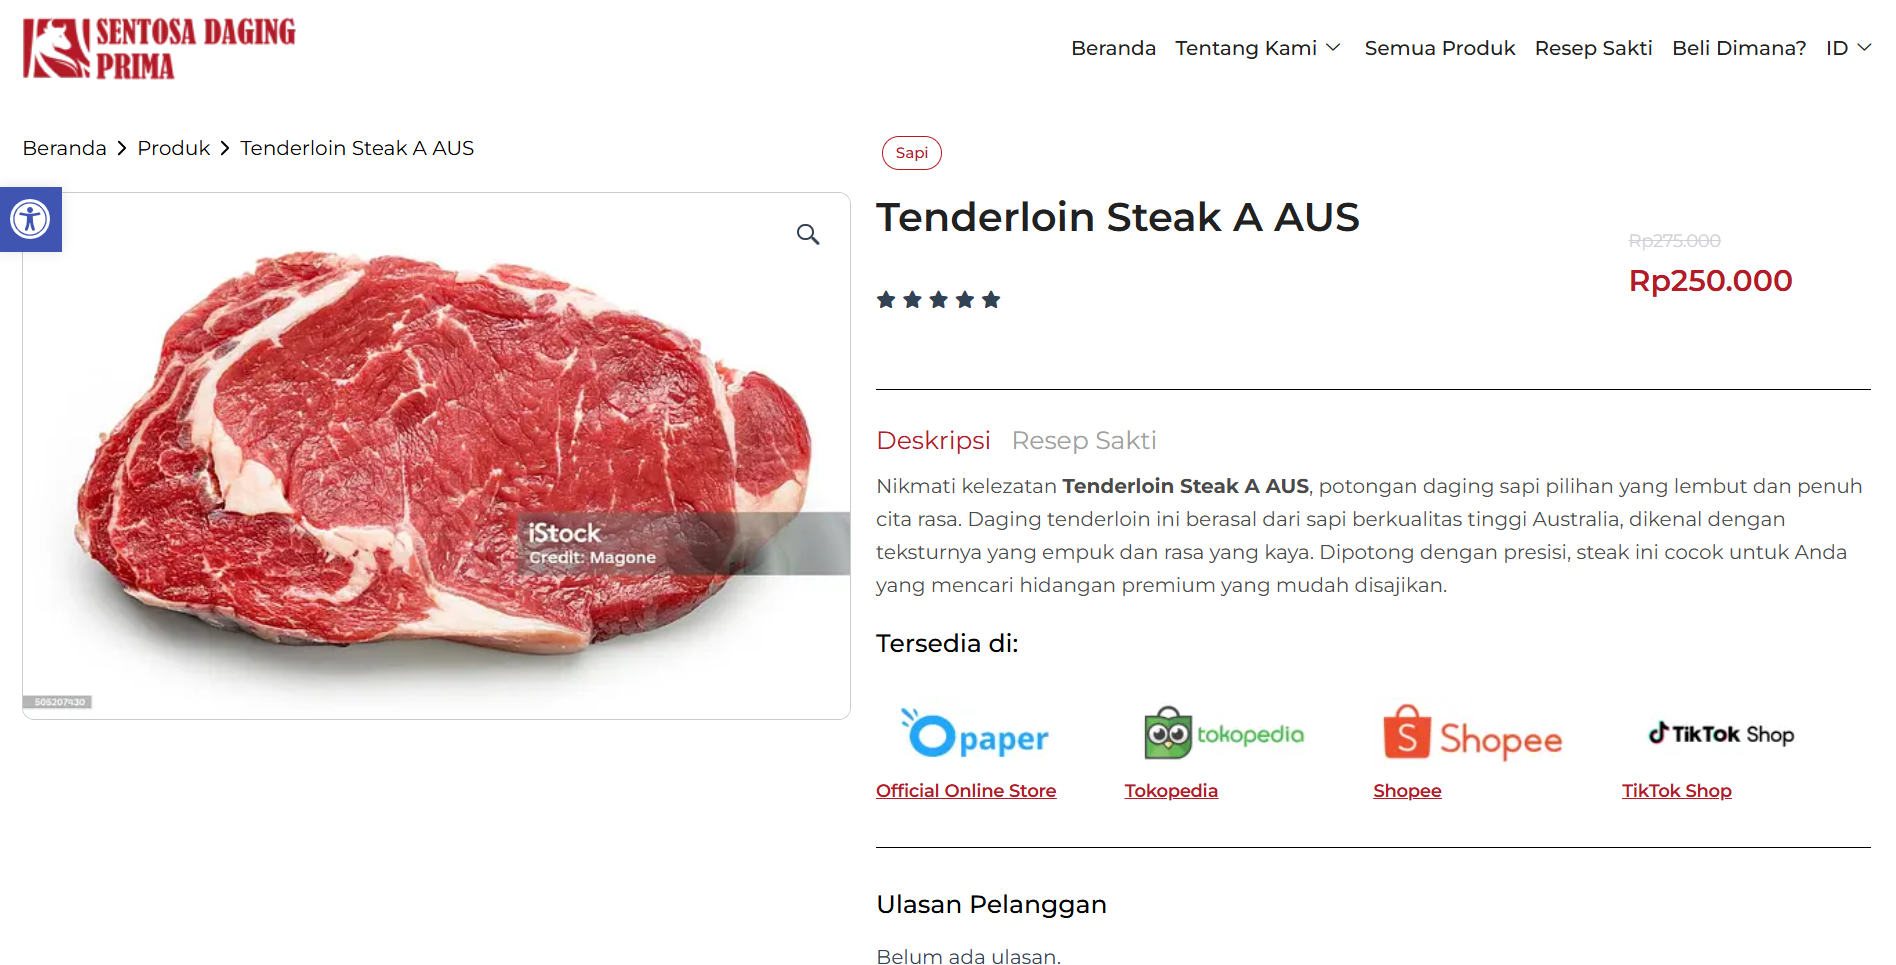 SENTOSA DAGING
PRIMA
Beranda
Tentang Kami
Semua Produk
Resep Sakti
Beli Dimana?
ID
Beranda
Produk
Tenderloin Steak A AUS
iStock
Credit: Magone
505207430
Sapi
Tenderloin Steak A AUS
Rp275.000
Rp250.000
Deskripsi
Resep Sakti
Nikmati kelezatan Tenderloin Steak A AUS, potongan daging sapi pilihan yang lembut dan penuh
cita rasa. Daging tenderloin ini berasal dari sapi berkualitas tinggi Australia, dikenal dengan
teksturnya yang empuk dan rasa yang kaya. Dipotong dengan presisi, steak ini cocok untuk Anda
yang mencari hidangan premium yang mudah disajikan.
Tersedia di:
Opaper
tokopedia
Shopee
TikTok Shop
Official Online Store
Tokopedia
Shopee
TikTok Shop
Ulasan Pelanggan
Belum ada ulasan.